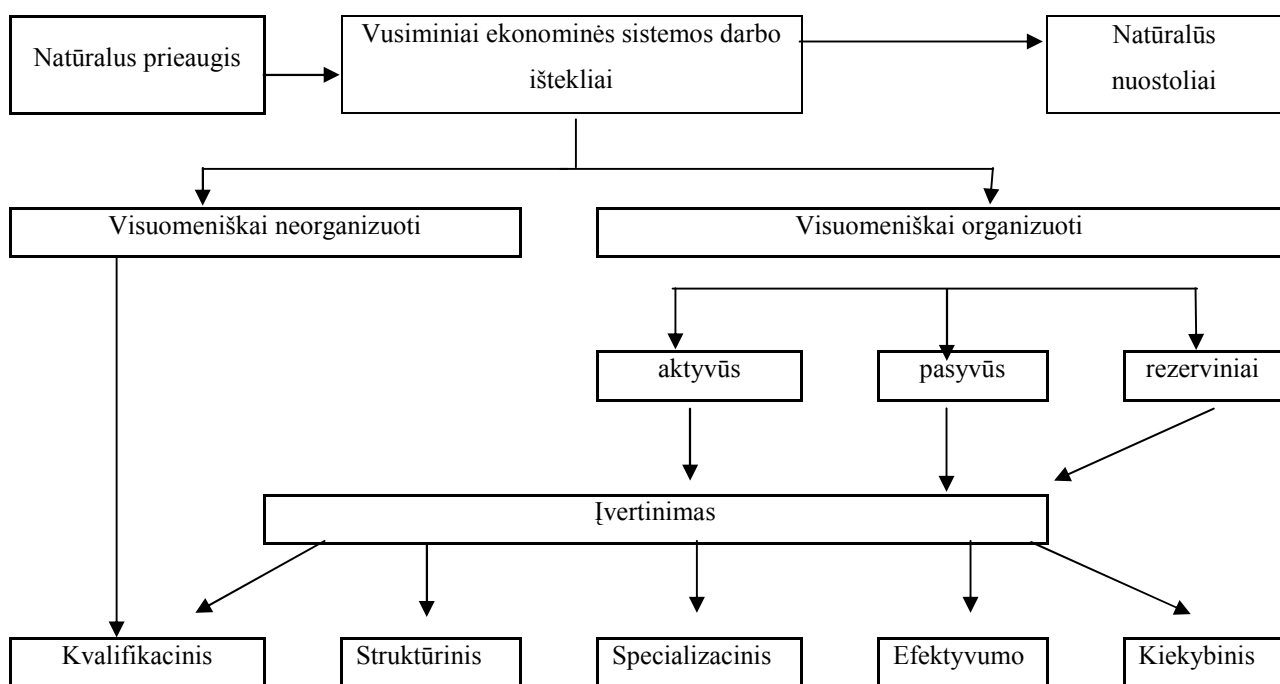 Natūralus prieaugis
Vusiminiai ekonominės sistemos darbo
ištekliai
Natūralūs
nuostoliai
Visuomeniškai neorganizuoti
Visuomeniškai organizuoti
aktyvūs
pasyvūs
rezerviniai
Įvertinimas
Kvalifikacinis
Struktūrinis
Specializacinis
Efektyvumo
Kiekybinis